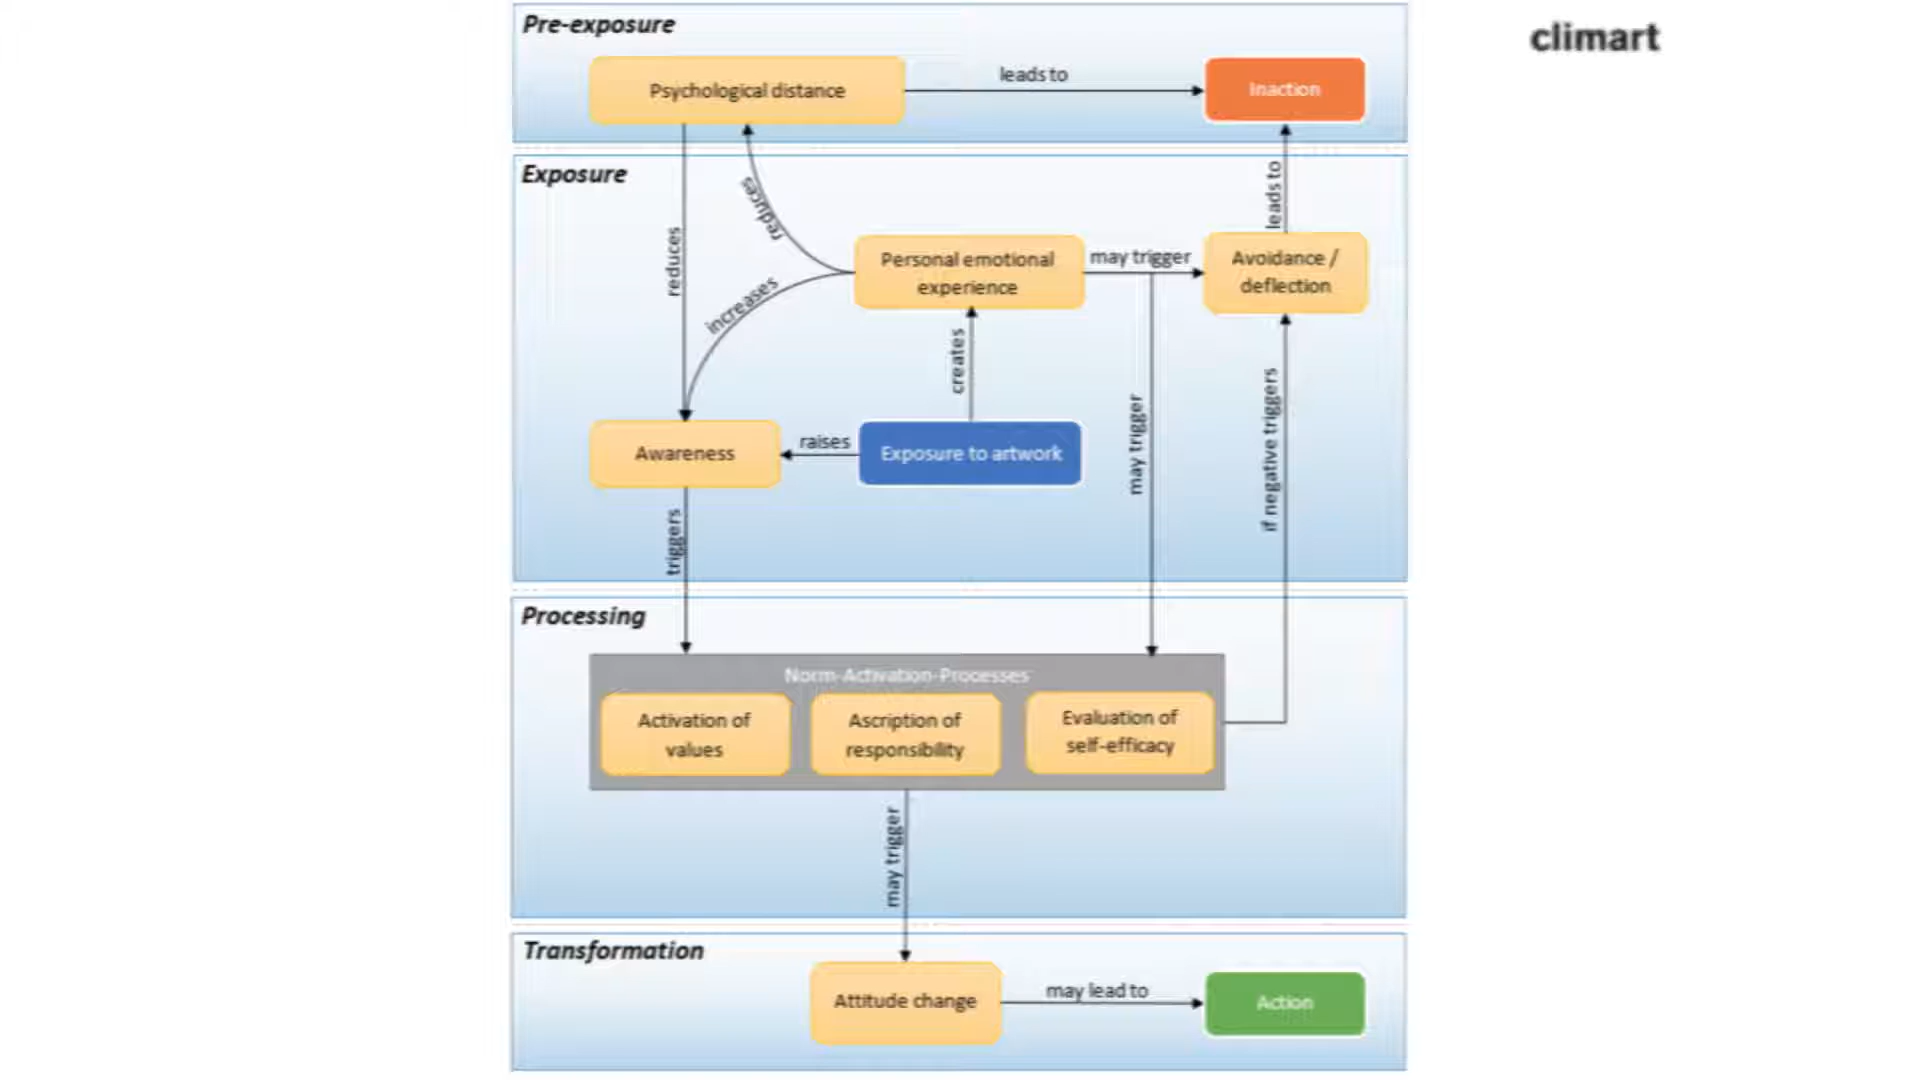 climart
Pre-exposure
Psychological distance
leads to
Inaction
Exposure
reduces
reduces
increases
Personal emotional
experience
may trigger
Avoidance /
deflection
leads to
creates
Awareness
raises
Exposure to artwork
may trigger
if negative triggers
triggers
Processing
Norm-Activation-Processes
Activation of
values
Ascription of
responsibility
Evaluation of
self-efficacy
may trigger
Transformation
Attitude change
may lead to
Action